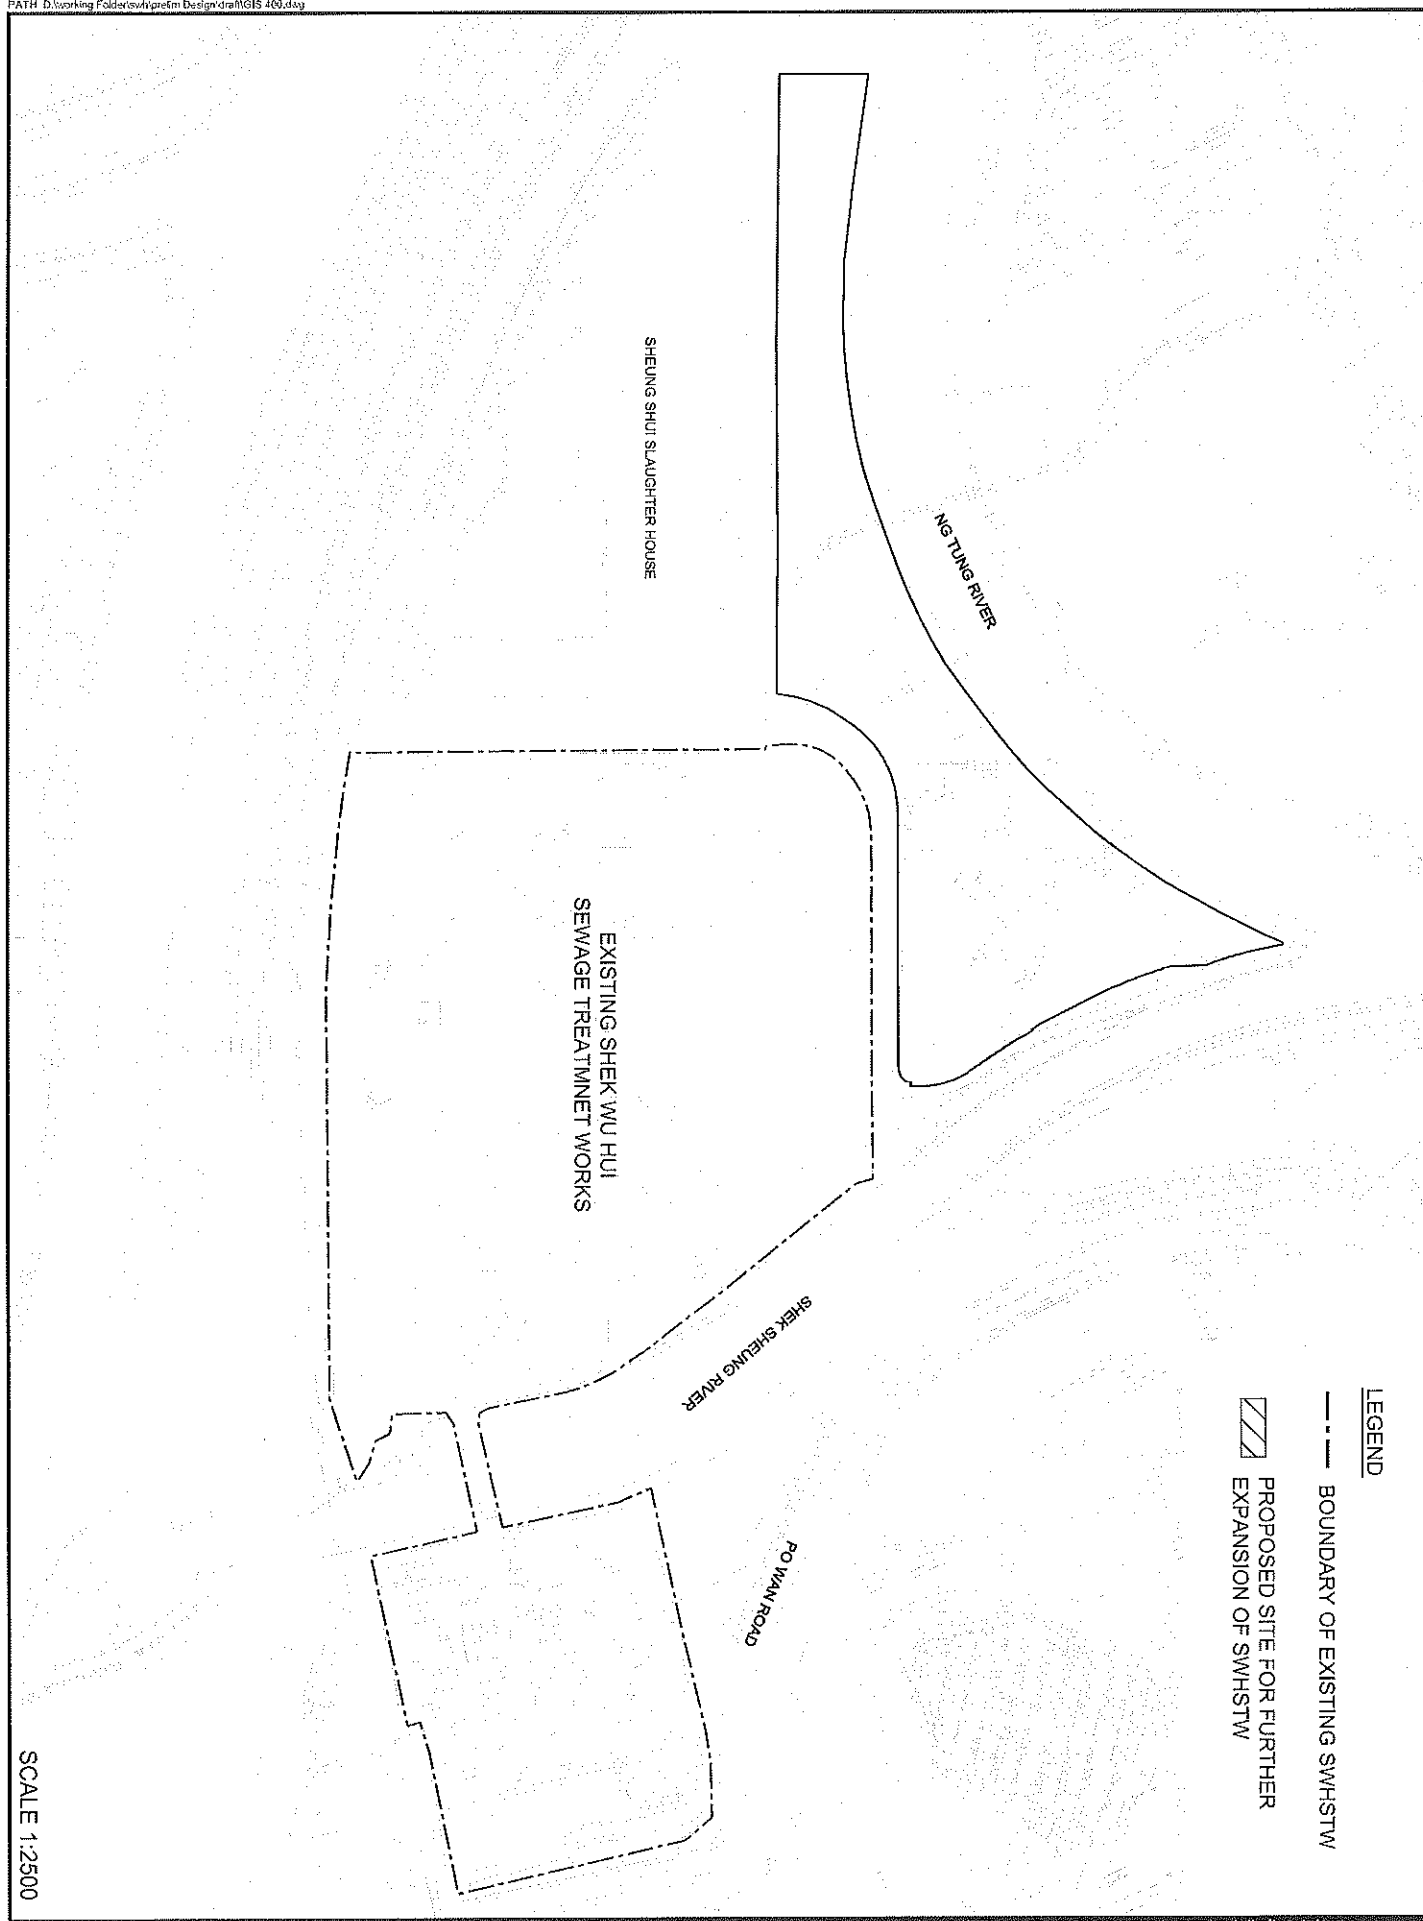 PATH D:\working Folder\swh\prelim Design\draft\GIS 400.dwg
LEGEND
BOUNDARY OF EXISTING SWHSTW
PROPOSED SITE FOR FURTHER
EXPANSION OF SWHSTW
NG TUNG RIVER
SHEUNG SHUI SLAUGHTER HOUSE
EXISTING SHEK WU HUI
SEWAGE TREATMNET WORKS
SHEK SHEUNG RIVER
PO WAN ROAD
SCALE 1:2500